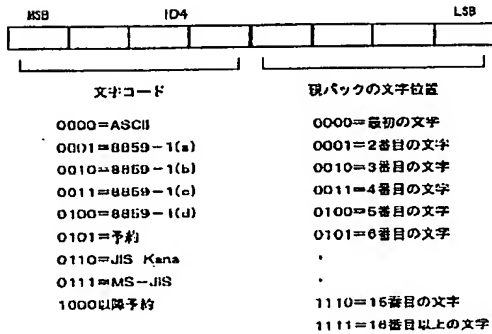 MSB ID4 LSB
文字コード 現パックの文字位置
0000=ASCII 0000=最初の文字
0001=8859-1(a) 0001=2番目の文字
0010=8859-1(b) 0010=3番目の文字
0011=8859-1(c) 0011=4番目の文字
0100=8859-1(d) 0100=5番目の文字
0101=予約 0101=6番目の文字
0110=JIS Kana ・
0111=MS-JIS ・
1000以降予約 1110=15番目の文字
1111=16番目以上の文字